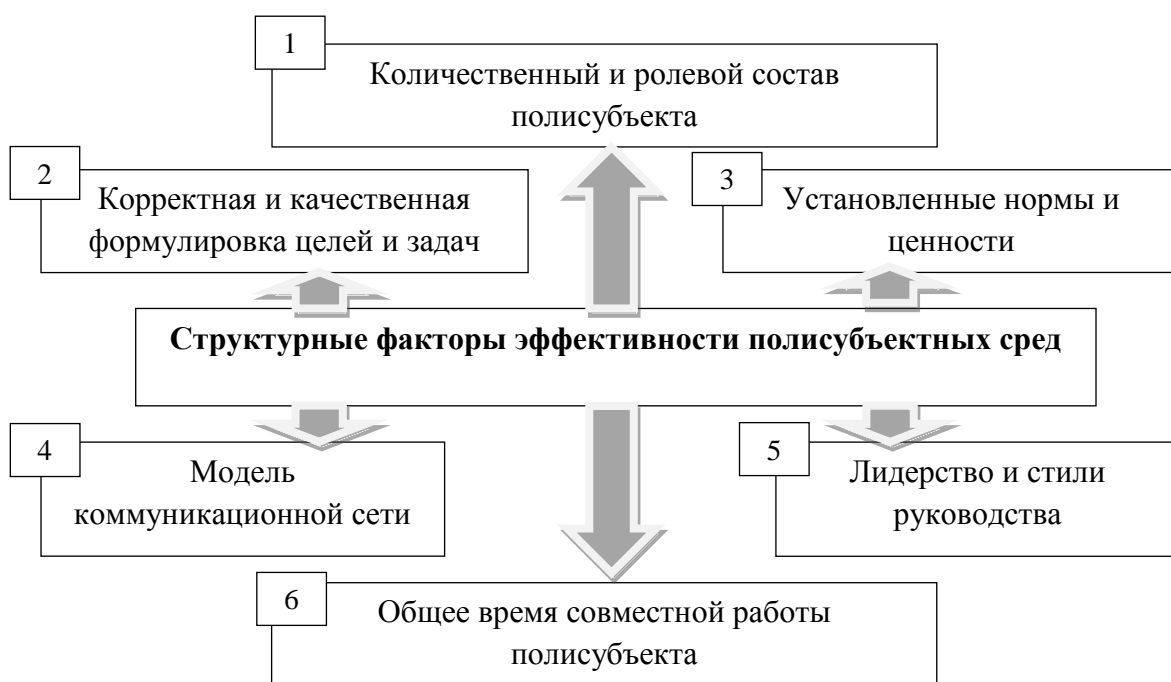 1
Количественный и ролевой состав
полисубъекта
2
Корректная и качественная
формулировка целей и задач
3
Установленные нормы и
ценности
Структурные факторы эффективности полисубъектных сред
4
Модель
коммуникационной сети
5
Лидерство и стили
руководства
6
Общее время совместной работы
полисубъекта